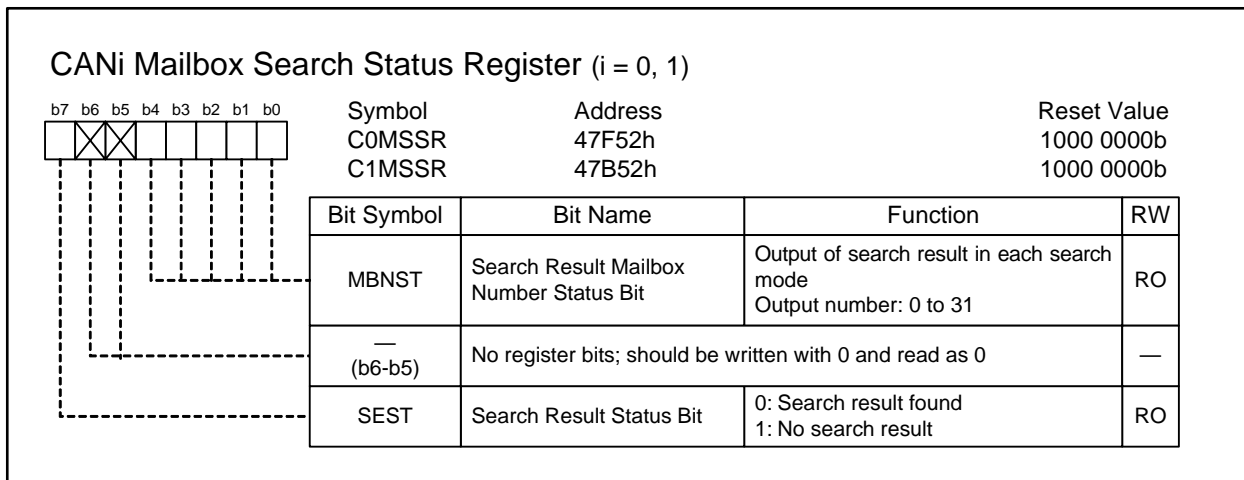 CANi Mailbox Search Status Register (i = 0, 1)
b7 b6 b5 b4 b3 b2 b1 b0
Symbol Address Reset Value
C0MSSR 47F52h 1000 0000b
C1MSSR 47B52h 1000 0000b
Bit Symbol Bit Name Function RW
MBNST
Search Result Mailbox
Number Status Bit
Output of search result in each search
mode
Output number: 0 to 31
RO
—
(b6-b5)
No register bits; should be written with 0 and read as 0
—
SEST
Search Result Status Bit
0: Search result found
1: No search result
RO